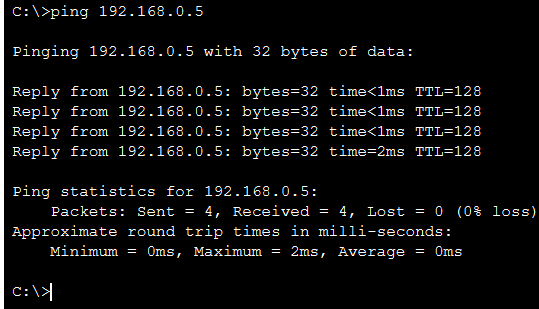 C:\>ping 192.168.0.5
Pinging 192.168.0.5 with 32 bytes of data:
Reply from 192.168.0.5: bytes=32 time<1ms TTL=128
Reply from 192.168.0.5: bytes=32 time<1ms TTL=128
Reply from 192.168.0.5: bytes=32 time<1ms TTL=128
Reply from 192.168.0.5: bytes=32 time=2ms TTL=128
Ping statistics for 192.168.0.5:
    Packets: Sent = 4, Received = 4, Lost = 0 (0% loss)
Approximate round trip times in milli-seconds:
    Minimum = 0ms, Maximum = 2ms, Average = 0ms
C:\>